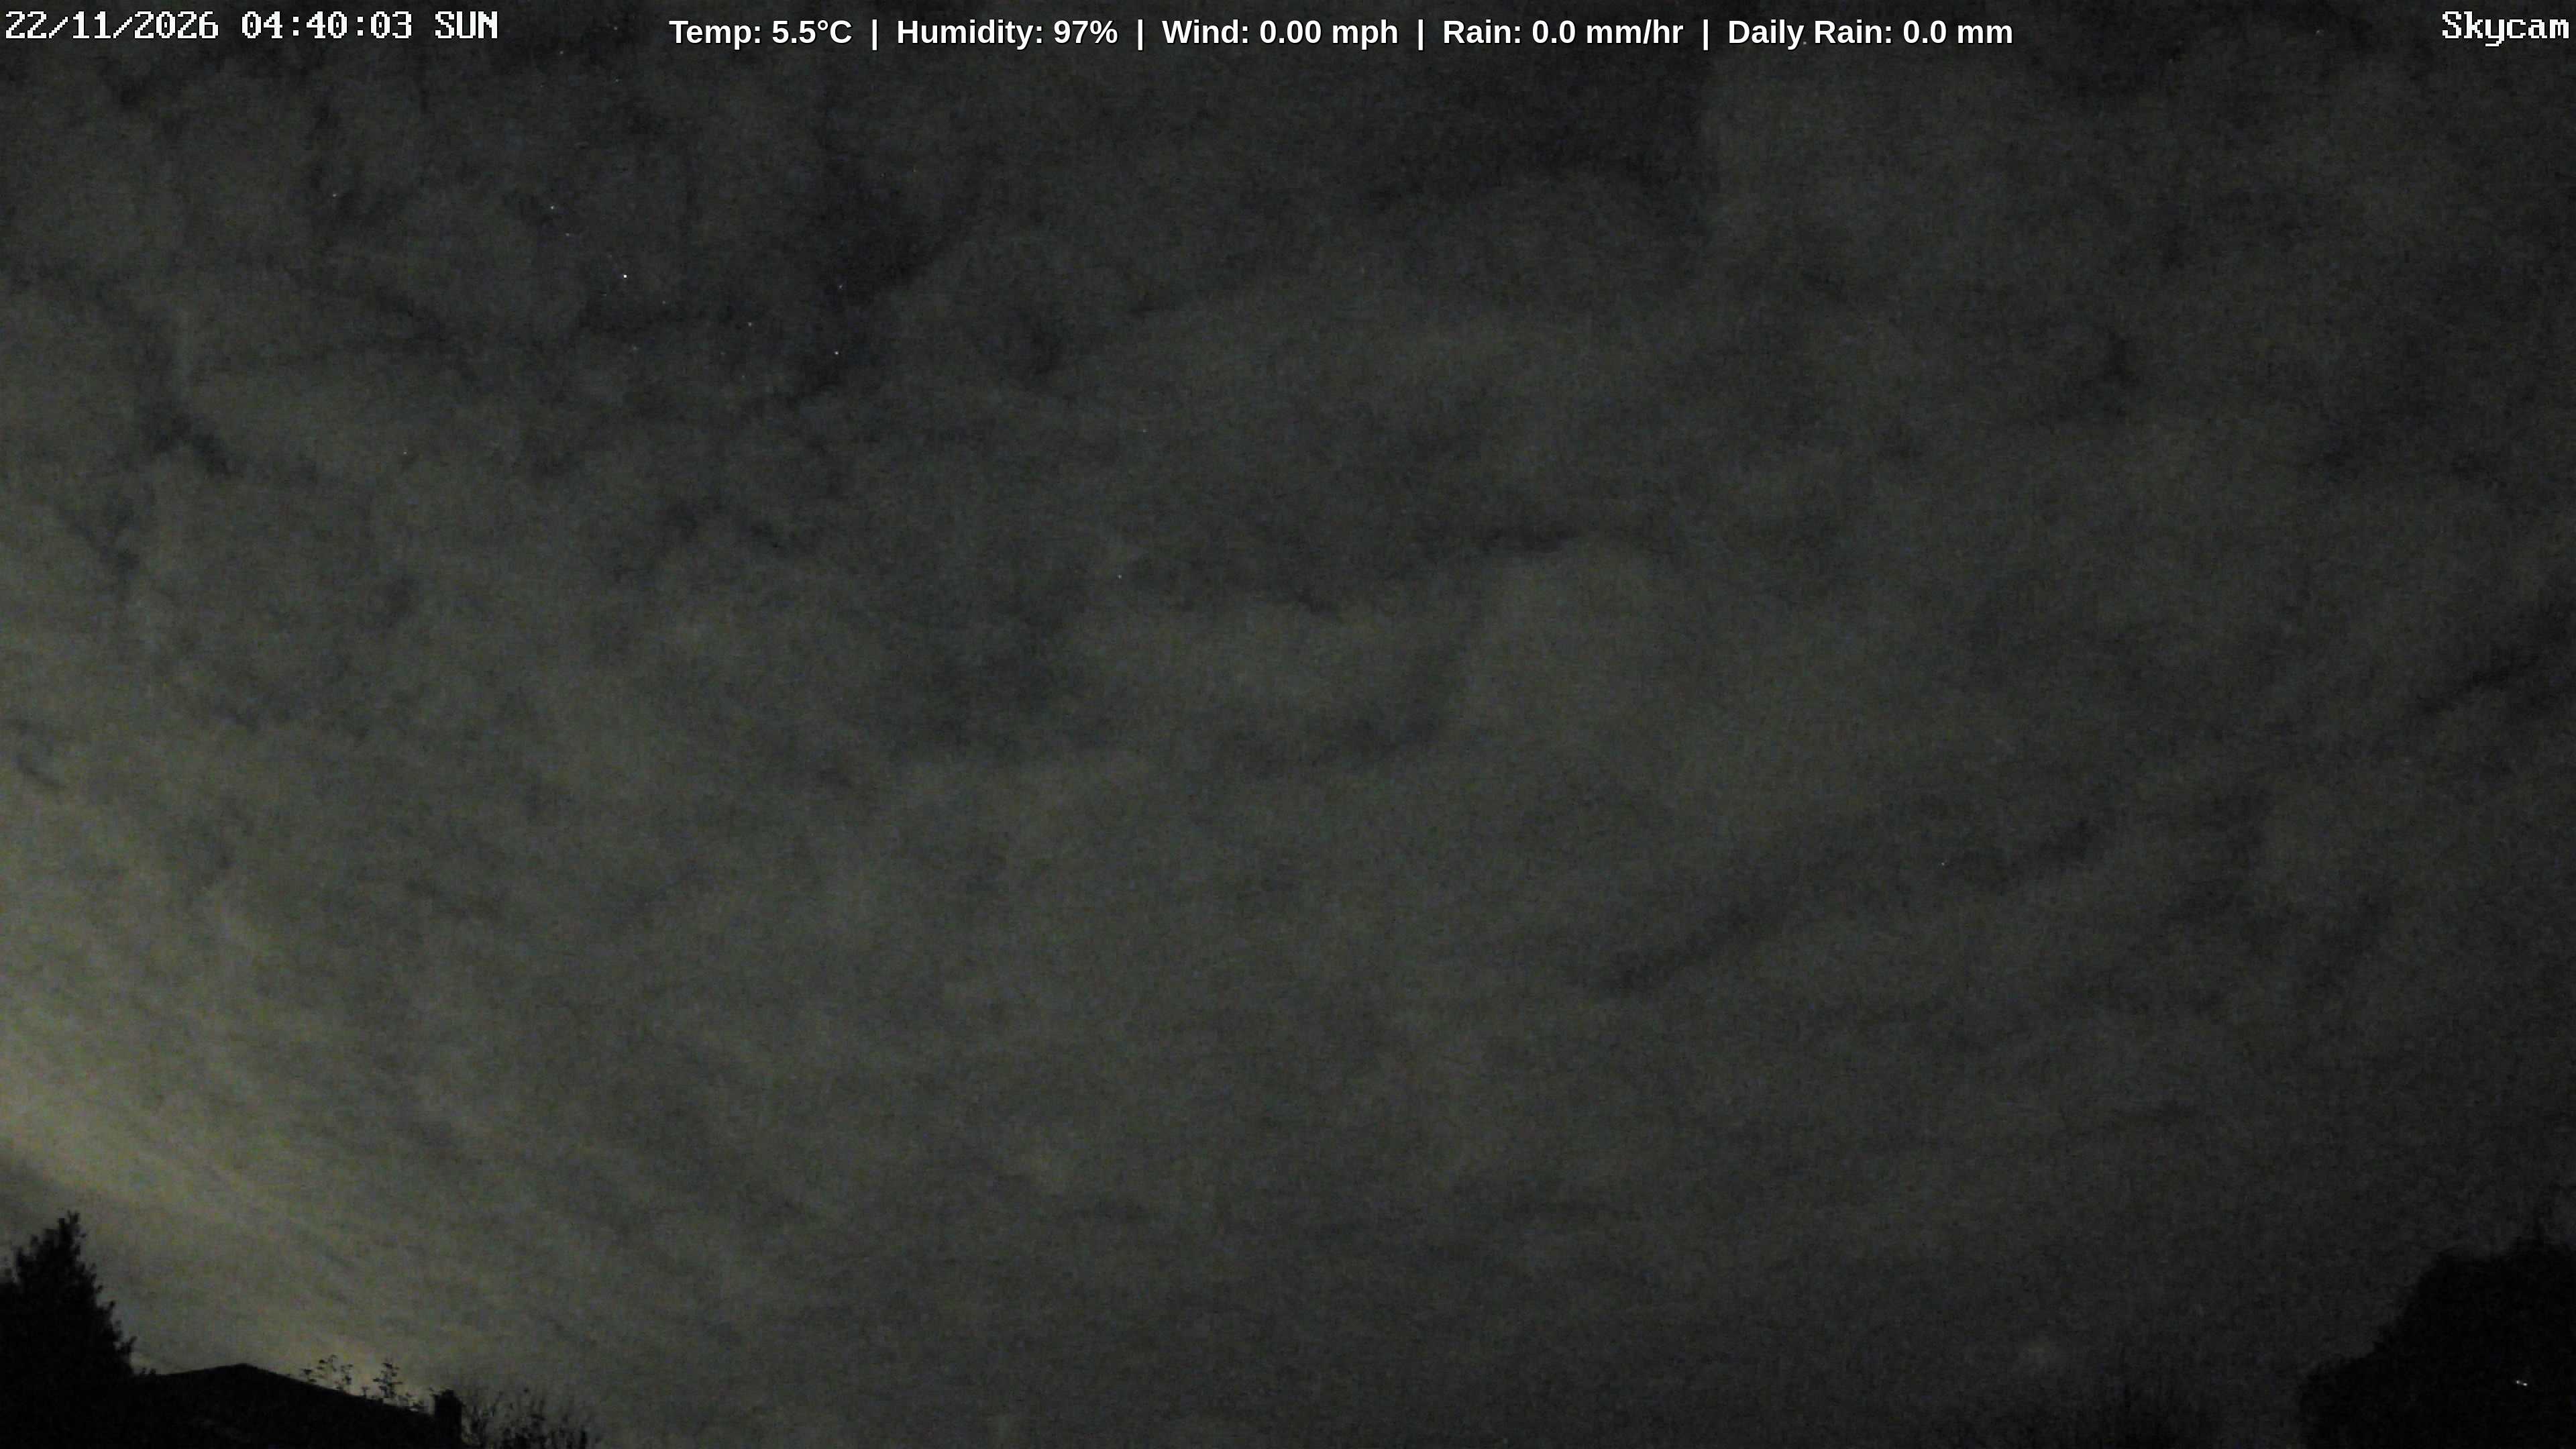 22/11/2026 04:40:03 SUN
Temp: 5.5°C | Humidity: 97% | Wind: 0.00 mph | Rain: 0.0 mm/hr | Daily Rain: 0.0 mm
Skycam